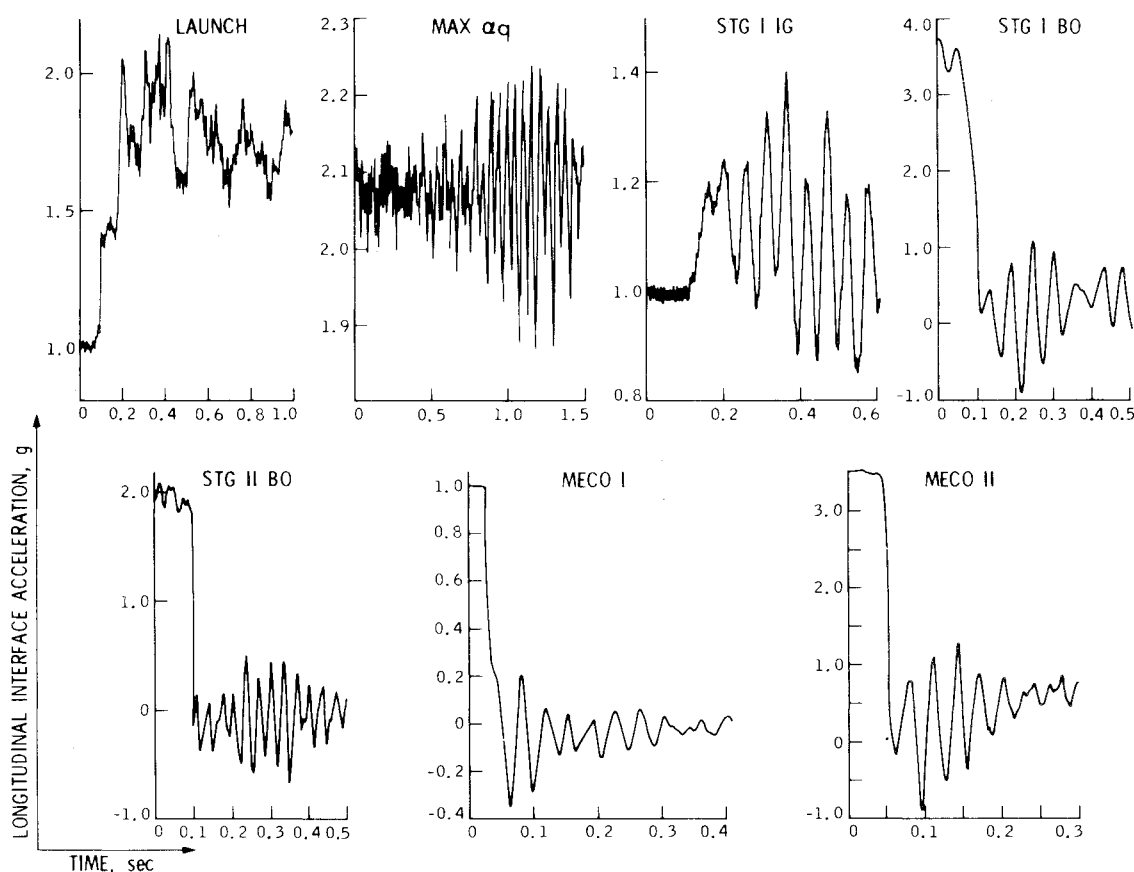 LAUNCH
2.0
1.5
1.0
0 0.2 0.4 0.6 0.8 1.0
MAX αq
2.3
2.2
2.1
2.0
1.9
0 0.5 1.0 1.5
STG I IG
1.4
1.2
1.0
0.8
0 0.2 0.4 0.6
STG I BO
4.0
3.0
2.0
1.0
0
-1.0
0 0.1 0.2 0.3 0.5
STG II BO
2.0
1.0
0
-1.0
0 0.1 0.2 0.3 0.4 0.5
MECO I
1.0
0.8
0.6
0.4
0.2
0
-0.2
-0.4
0 0.1 0.2 0.3 0.4
MECO II
3.0
2.0
1.0
0
-1.0
0 0.1 0.2 0.3
LONGITUDINAL INTERFACE ACCELERATION, g
TIME, sec